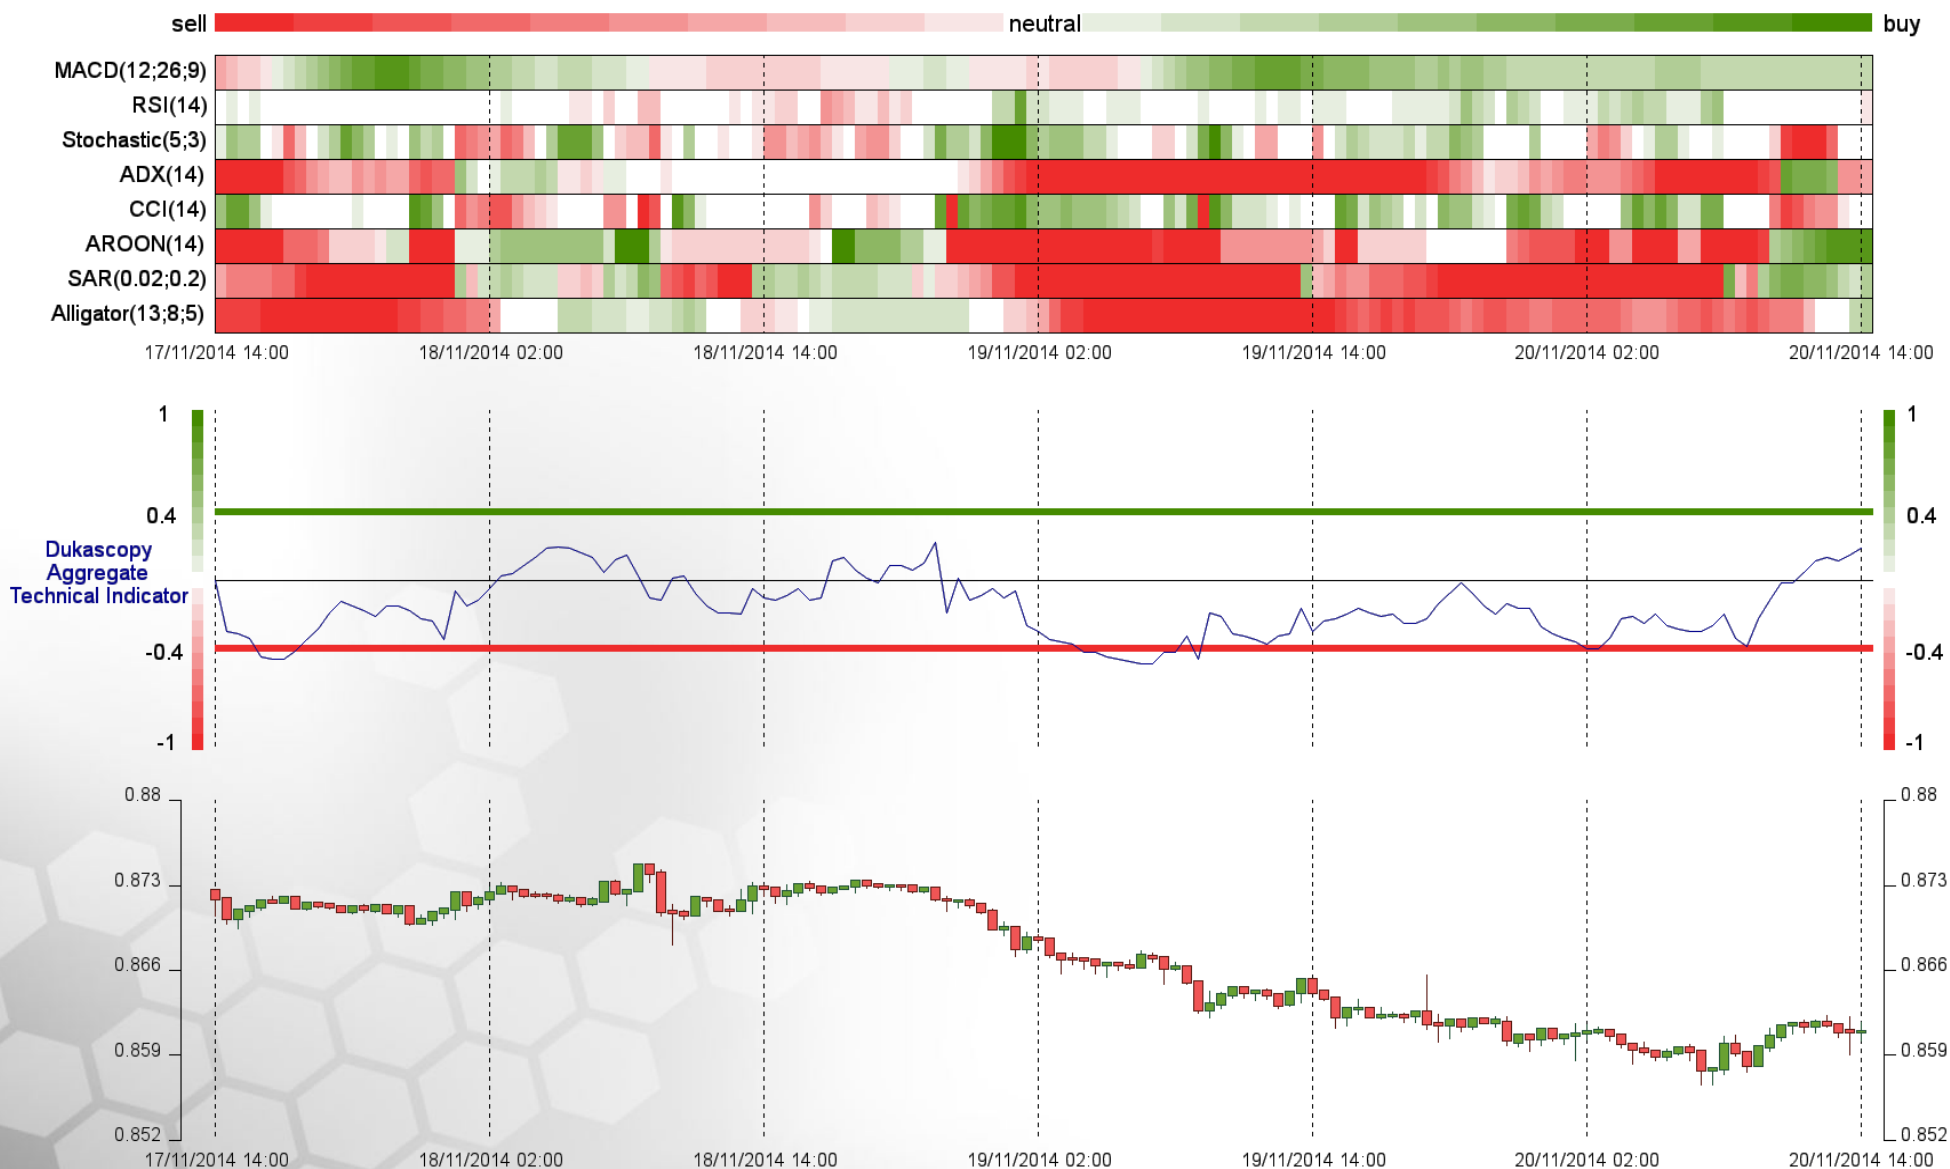 sell neutral buy
MACD(12;26;9)
RSI(14)
Stochastic(5;3)
ADX(14)
CCI(14)
AROON(14)
SAR(0.02;0.2)
Alligator(13;8;5)
17/11/2014 14:00 18/11/2014 02:00 18/11/2014 14:00 19/11/2014 02:00 19/11/2014 14:00 20/11/2014 02:00 20/11/2014 14:00
1 1
0.4 0.4
Dukascopy
Aggregate
Technical Indicator
-0.4 -0.4
-1 -1
0.88 0.88
0.873 0.873
0.866 0.866
0.859 0.859
0.852 0.852
17/11/2014 14:00 18/11/2014 02:00 18/11/2014 14:00 19/11/2014 02:00 19/11/2014 14:00 20/11/2014 02:00 20/11/2014 14:00